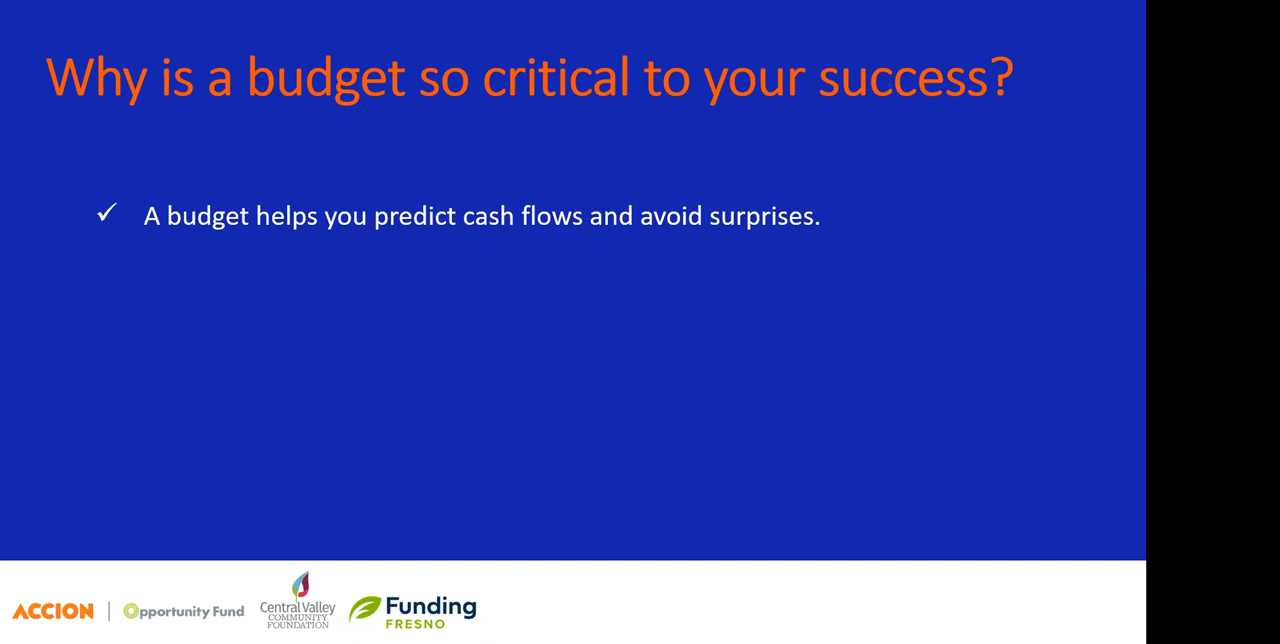 Why is a budget so critical to your success?
✓ A budget helps you predict cash flows and avoid surprises.
ACCION | Opportunity Fund
Central Valley
COMMUNITY
FOUNDATION
Funding
FRESNO